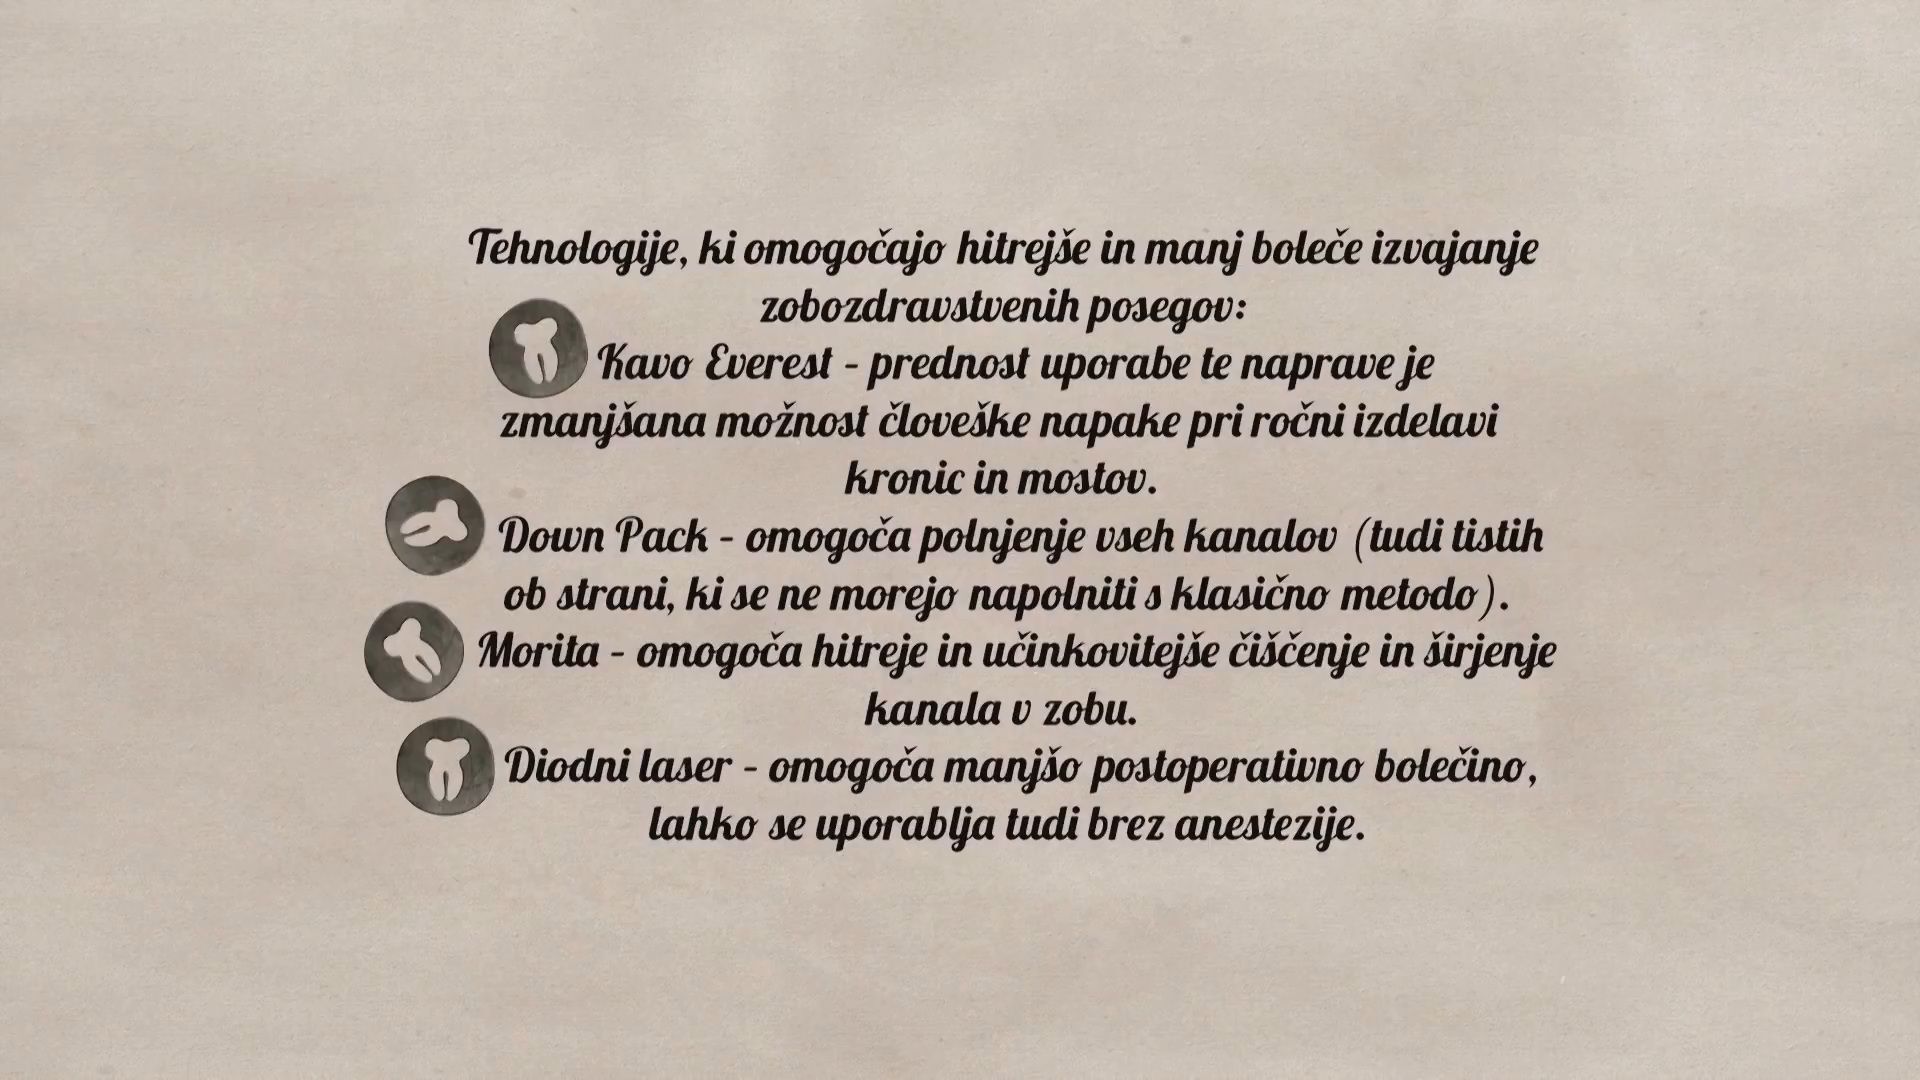 Tehnologije, ki omogočajo hitrejše in manj boleče izvajanje
zobozdravstvenih posegov:
Kavo Everest - prednost uporabe te naprave je
zmanjšana možnost človeške napake pri ročni izdelavi
kronic in mostov.
Down Pack - omogoča polnjenje vseh kanalov (tudi tistih
ob strani, ki se ne morejo napolniti s klasično metodo).
Morita - omogoča hitreje in učinkovitejše čiščenje in širjenje
kanala v zobu.
Diodni laser - omogoča manjšo postoperativno bolečino,
lahko se uporablja tudi brez anestezije.